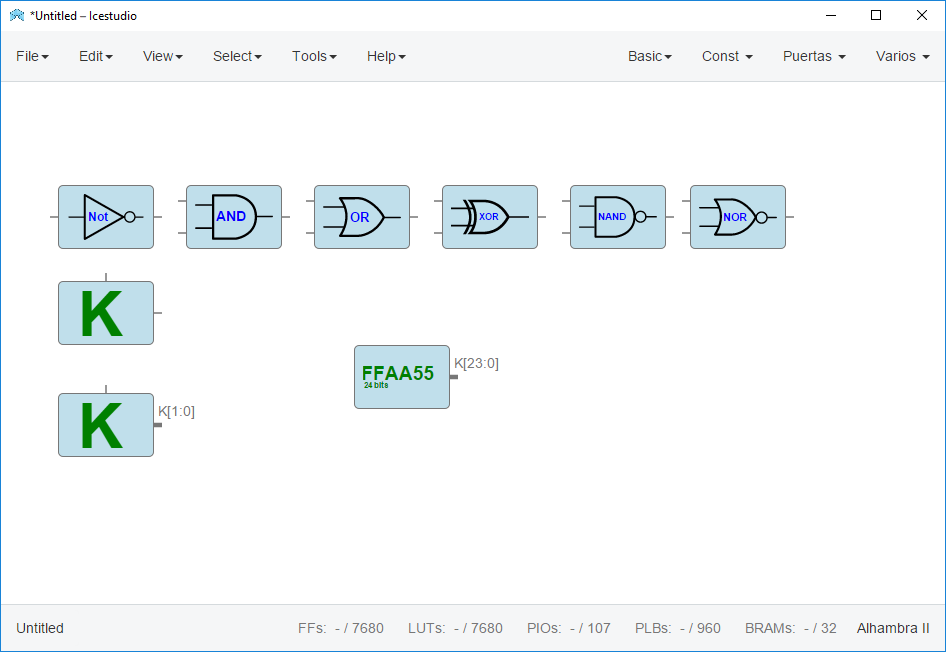 *Untitled – Icestudio
File Edit View Select Tools Help Basic Const Puertas Varios
Not AND OR XOR NAND NOR
K
FFAA55 K[23:0]
24 bits
K K[1:0]
Untitled FFs: - / 7680 LUTs: - / 7680 PIOs: - / 107 PLBs: - / 960 BRAMs: - / 32 Alhambra II